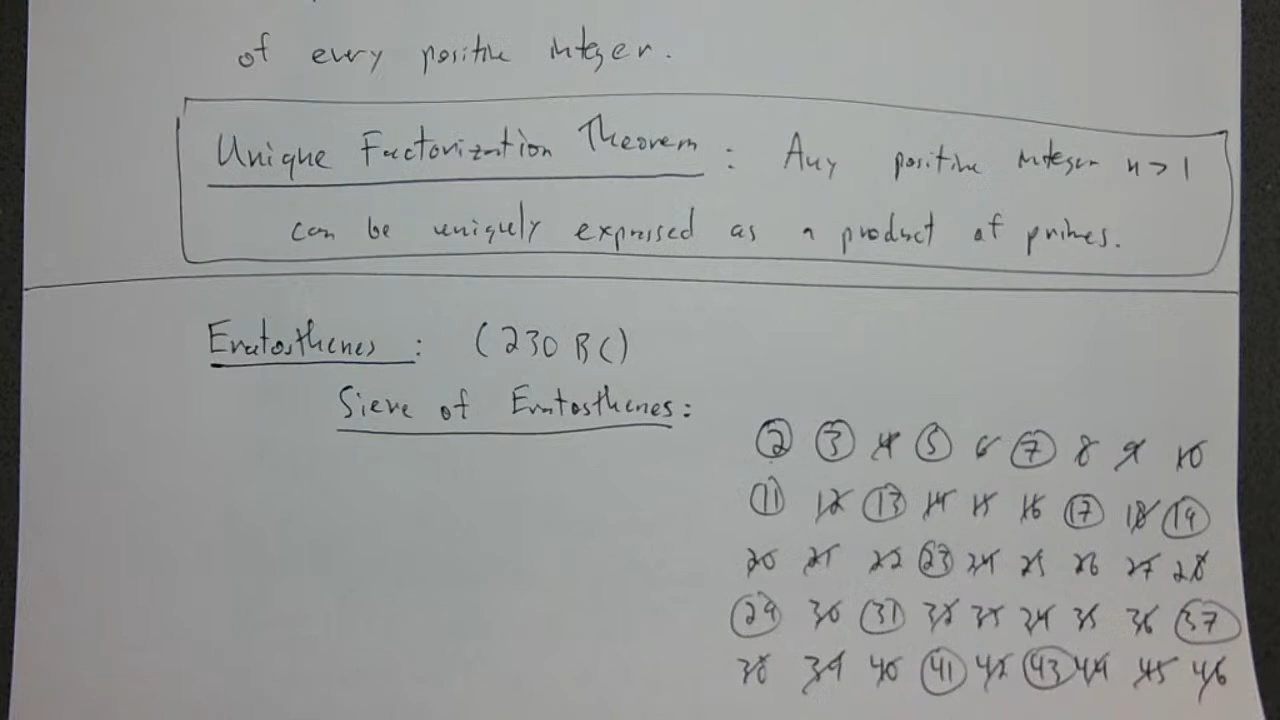 of every positive integer.
Unique Factorization Theorem : Any positive integer n > 1
can be uniquely expressed as a product of primes.
Eratosthenes : (230 BC)
Sieve of Eratosthenes :
2 3 4 5 6 7 8 9 10
11 12 13 14 15 16 17 18 19
20 21 22 23 24 25 26 27 28
29 30 31 32 33 34 35 36 37
38 39 40 41 42 43 44 45 46